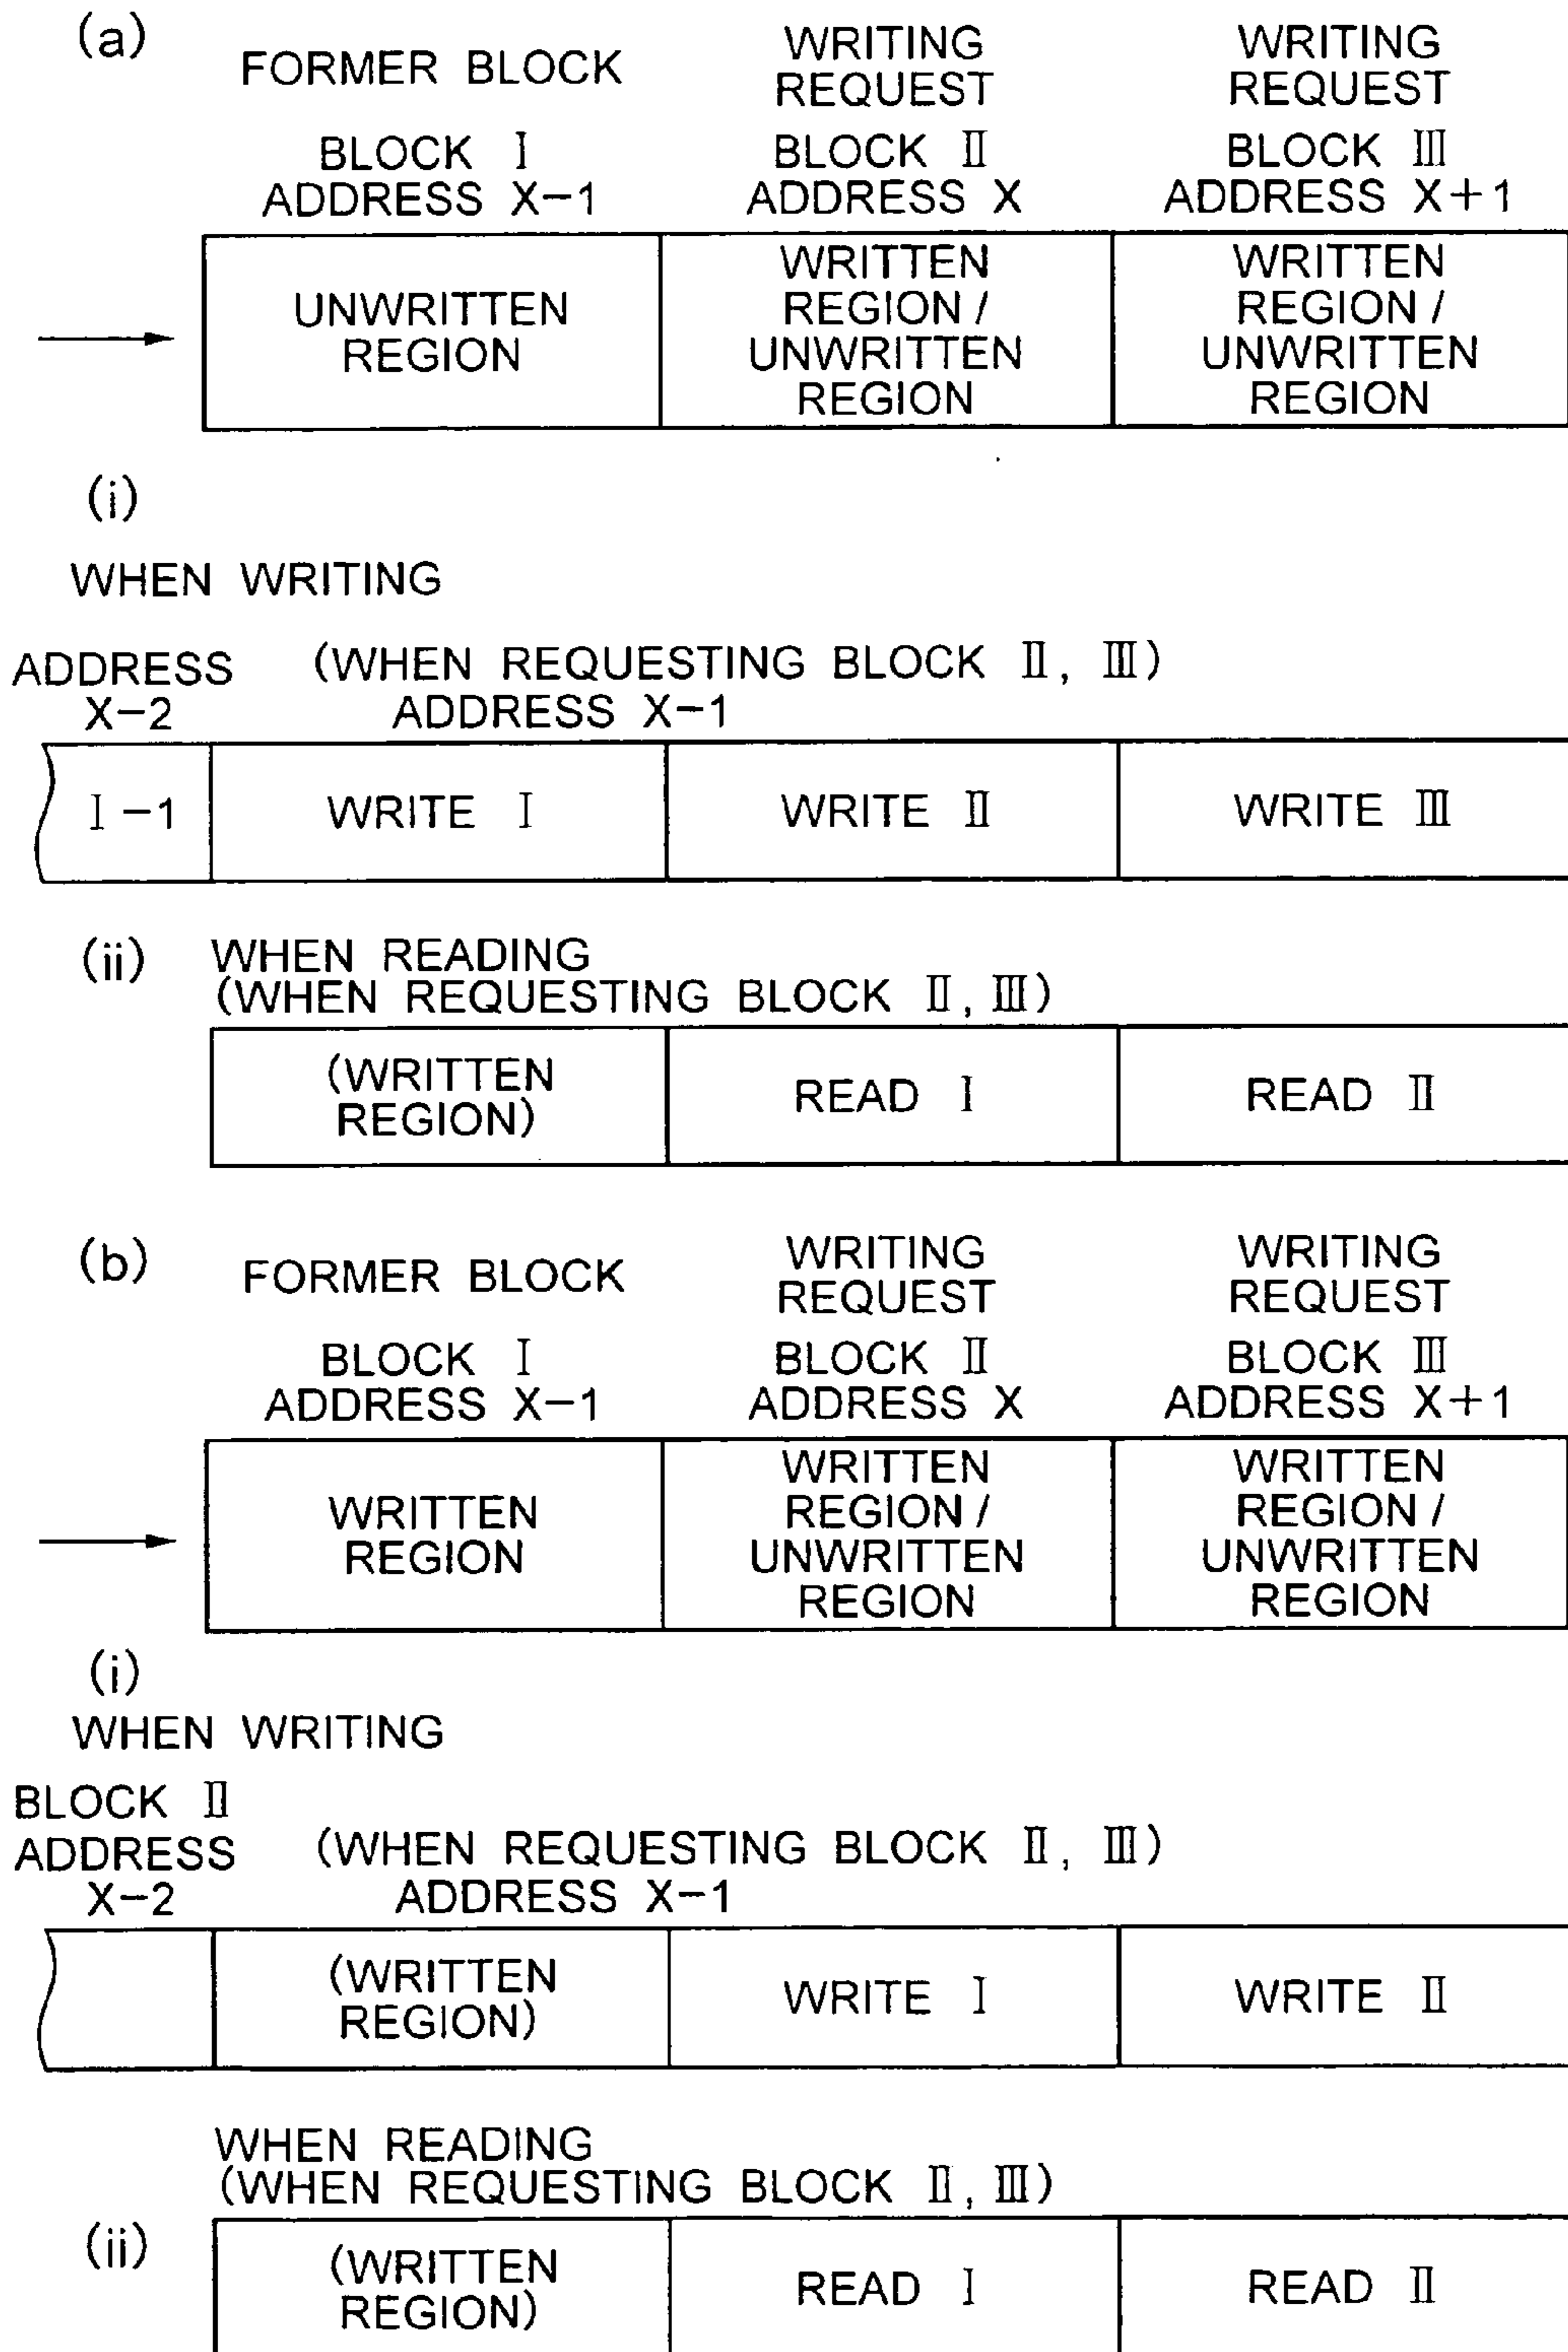 (a)
FORMER BLOCK
WRITING
REQUEST
WRITING
REQUEST
BLOCK Ⅰ
ADDRESS X−1
BLOCK Ⅱ
ADDRESS X
BLOCK Ⅲ
ADDRESS X+1
UNWRITTEN
REGION
WRITTEN
REGION /
UNWRITTEN
REGION
WRITTEN
REGION /
UNWRITTEN
REGION
(i)
WHEN WRITING
ADDRESS
X−2
(WHEN REQUESTING BLOCK Ⅱ, Ⅲ)
ADDRESS X−1
Ⅰ−1
WRITE Ⅰ
WRITE Ⅱ
WRITE Ⅲ
(ii)
WHEN READING
(WHEN REQUESTING BLOCK Ⅱ, Ⅲ)
(WRITTEN
REGION)
READ Ⅰ
READ Ⅱ
(b)
FORMER BLOCK
WRITING
REQUEST
WRITING
REQUEST
BLOCK Ⅰ
ADDRESS X−1
BLOCK Ⅱ
ADDRESS X
BLOCK Ⅲ
ADDRESS X+1
WRITTEN
REGION
WRITTEN
REGION /
UNWRITTEN
REGION
WRITTEN
REGION /
UNWRITTEN
REGION
(i)
WHEN WRITING
BLOCK Ⅱ
ADDRESS
X−2
(WHEN REQUESTING BLOCK Ⅱ, Ⅲ)
ADDRESS X−1
(WRITTEN
REGION)
WRITE Ⅰ
WRITE Ⅱ
WHEN READING
(WHEN REQUESTING BLOCK Ⅱ, Ⅲ)
(ii)
(WRITTEN
REGION)
READ Ⅰ
READ Ⅱ